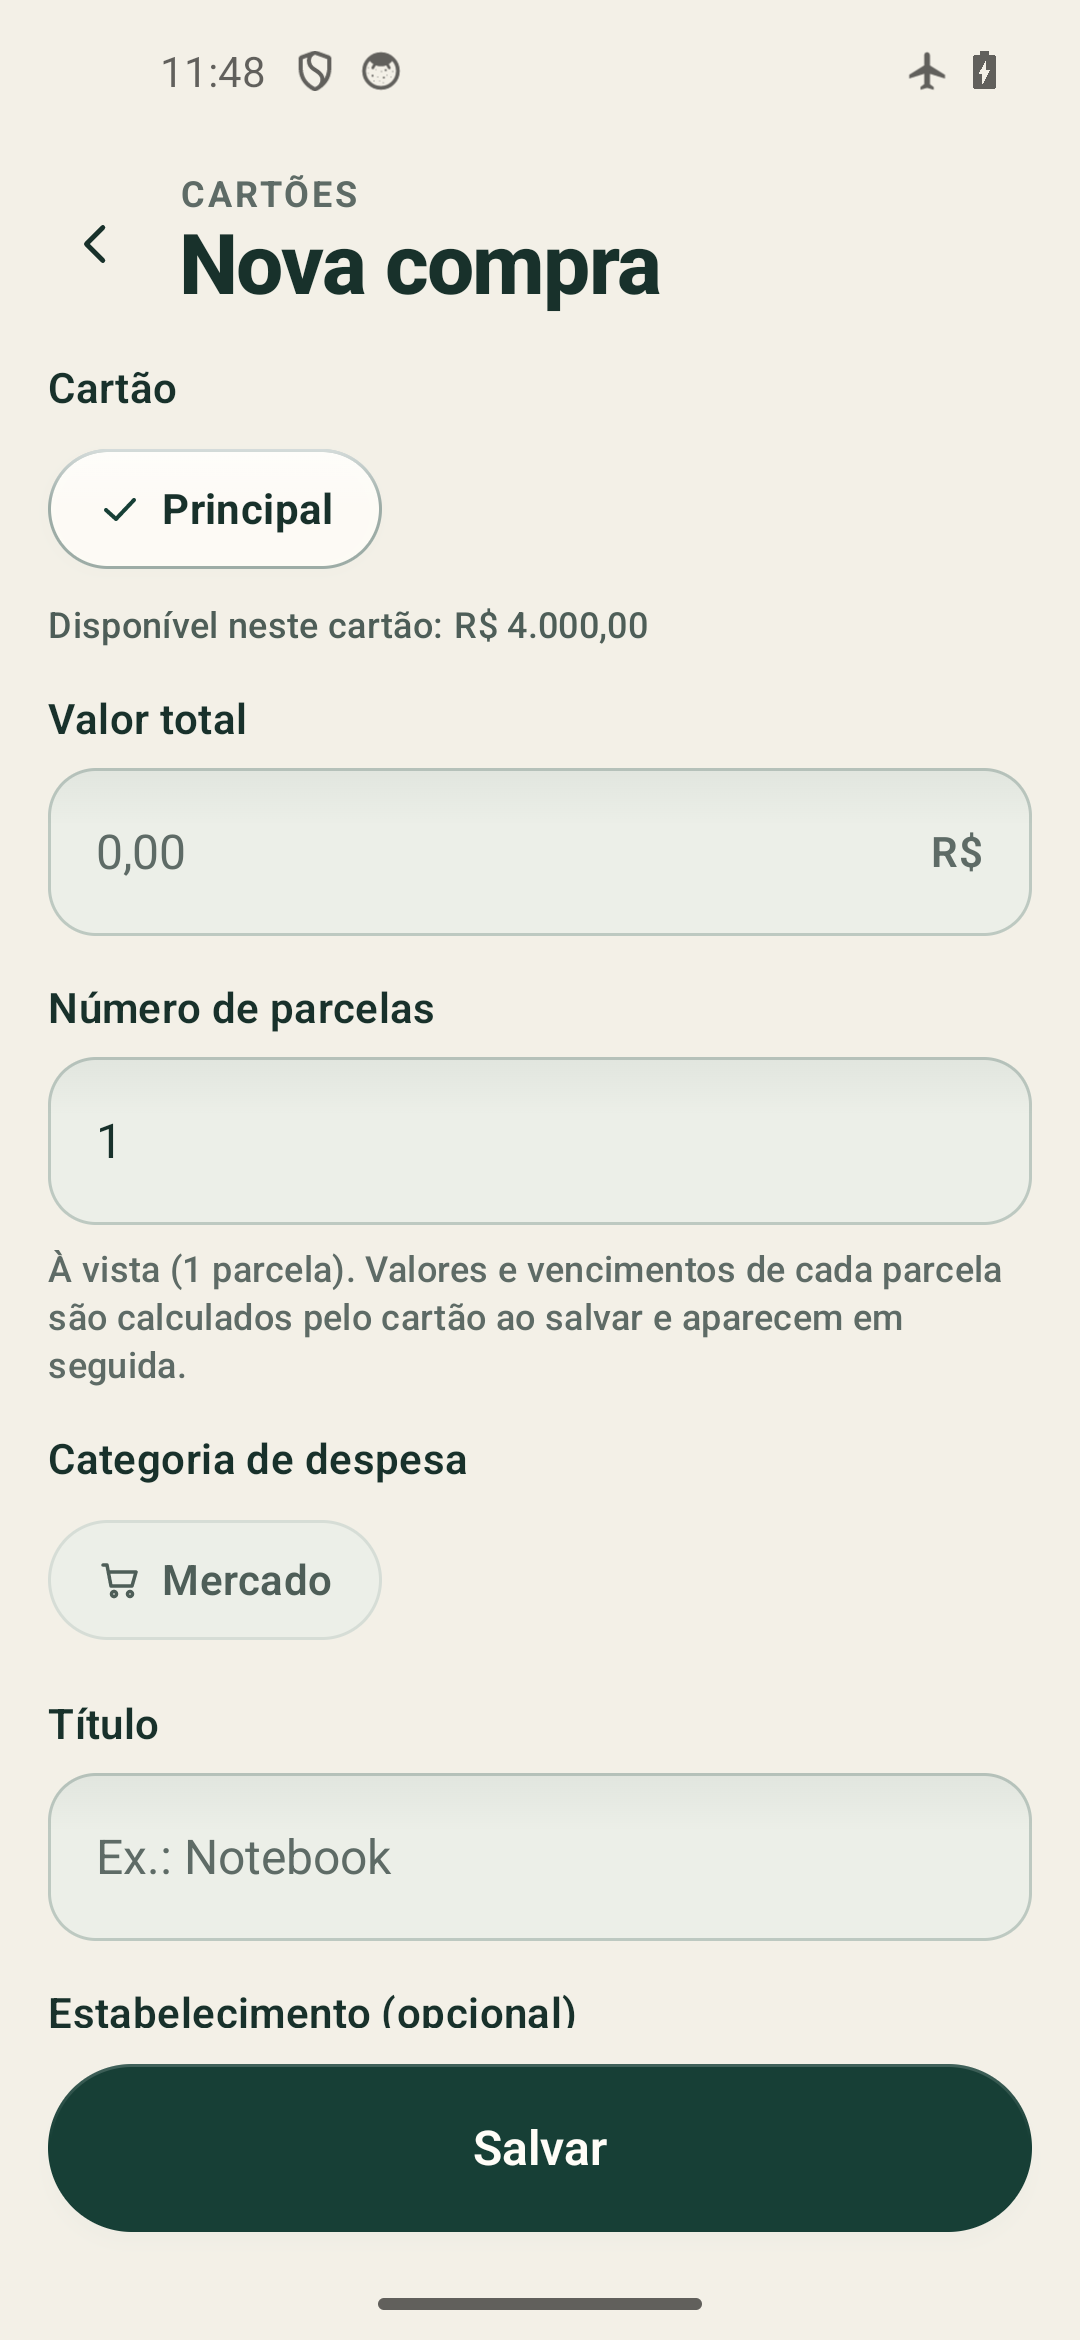 11:48
CARTÕES
Nova compra
Cartão
Principal
Disponível neste cartão: R$ 4.000,00
Valor total
0,00 R$
Número de parcelas
1
À vista (1 parcela). Valores e vencimentos de cada parcela
são calculados pelo cartão ao salvar e aparecem em
seguida.
Categoria de despesa
Mercado
Título
Ex.: Notebook
Estabelecimento (opcional)
Salvar